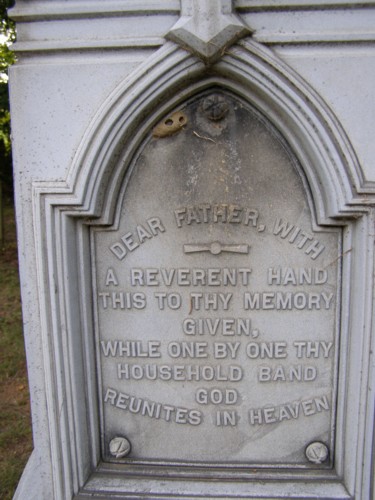 DEAR FATHER, WITH
A REVERENT HAND
THIS TO THY MEMORY
GIVEN,
WHILE ONE BY ONE THY
HOUSEHOLD BAND
GOD
REUNITES IN HEAVEN